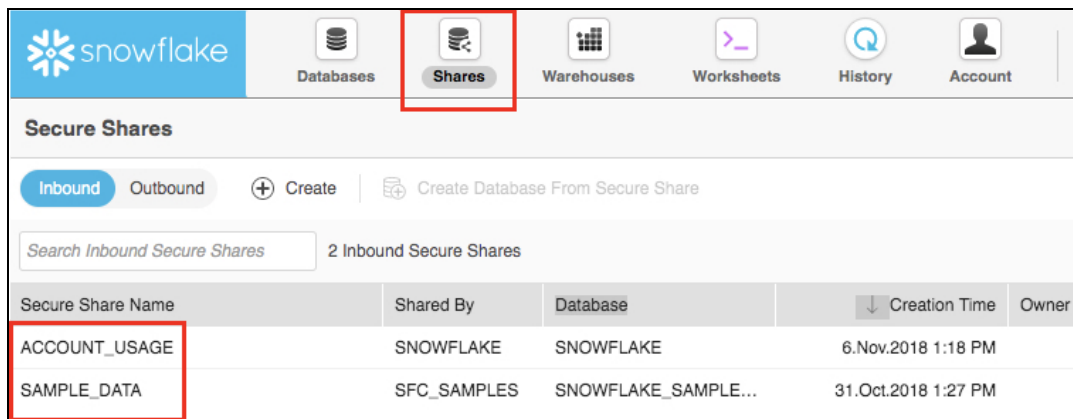 snowflake
Databases Shares Warehouses Worksheets History Account
Secure Shares
Inbound Outbound Create Create Database From Secure Share
Search Inbound Secure Shares 2 Inbound Secure Shares
Secure Share Name Shared By Database ↓ Creation Time Owner
ACCOUNT_USAGE SNOWFLAKE SNOWFLAKE 6.Nov.2018 1:18 PM
SAMPLE_DATA SFC_SAMPLES SNOWFLAKE_SAMPLE... 31.Oct.2018 1:27 PM